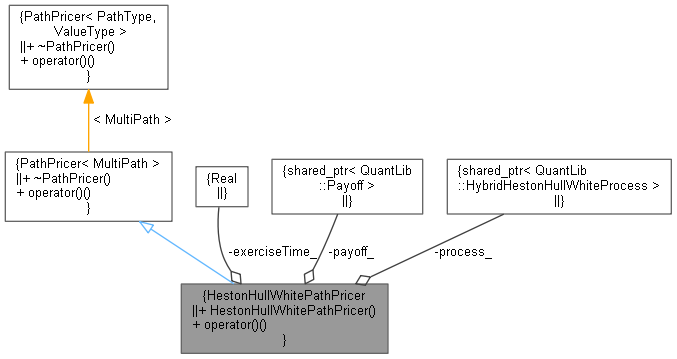 {PathPricer< PathType,
ValueType >
||+ ~PathPricer()
+ operator()()
}
< MultiPath >
{PathPricer< MultiPath >
||+ ~PathPricer()
+ operator()()
}
{Real
||}
{shared_ptr< QuantLib
::Payoff >
||}
{shared_ptr< QuantLib
::HybridHestonHullWhiteProcess >
||}
-exerciseTime_
-payoff_
-process_
{HestonHullWhitePathPricer
||+ HestonHullWhitePathPricer()
+ operator()()
}